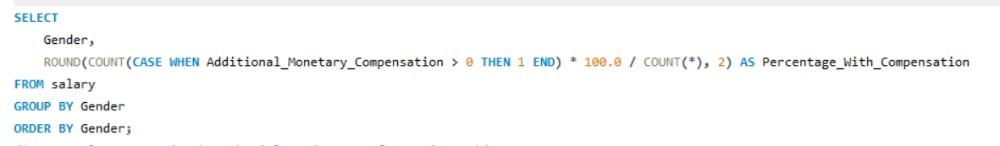 SELECT
Gender,
ROUND(COUNT(CASE WHEN Additional_Monetary_Compensation > 0 THEN 1 END) * 100.0 / COUNT(*), 2) AS Percentage_With_Compensation
FROM salary
GROUP BY Gender
ORDER BY Gender;